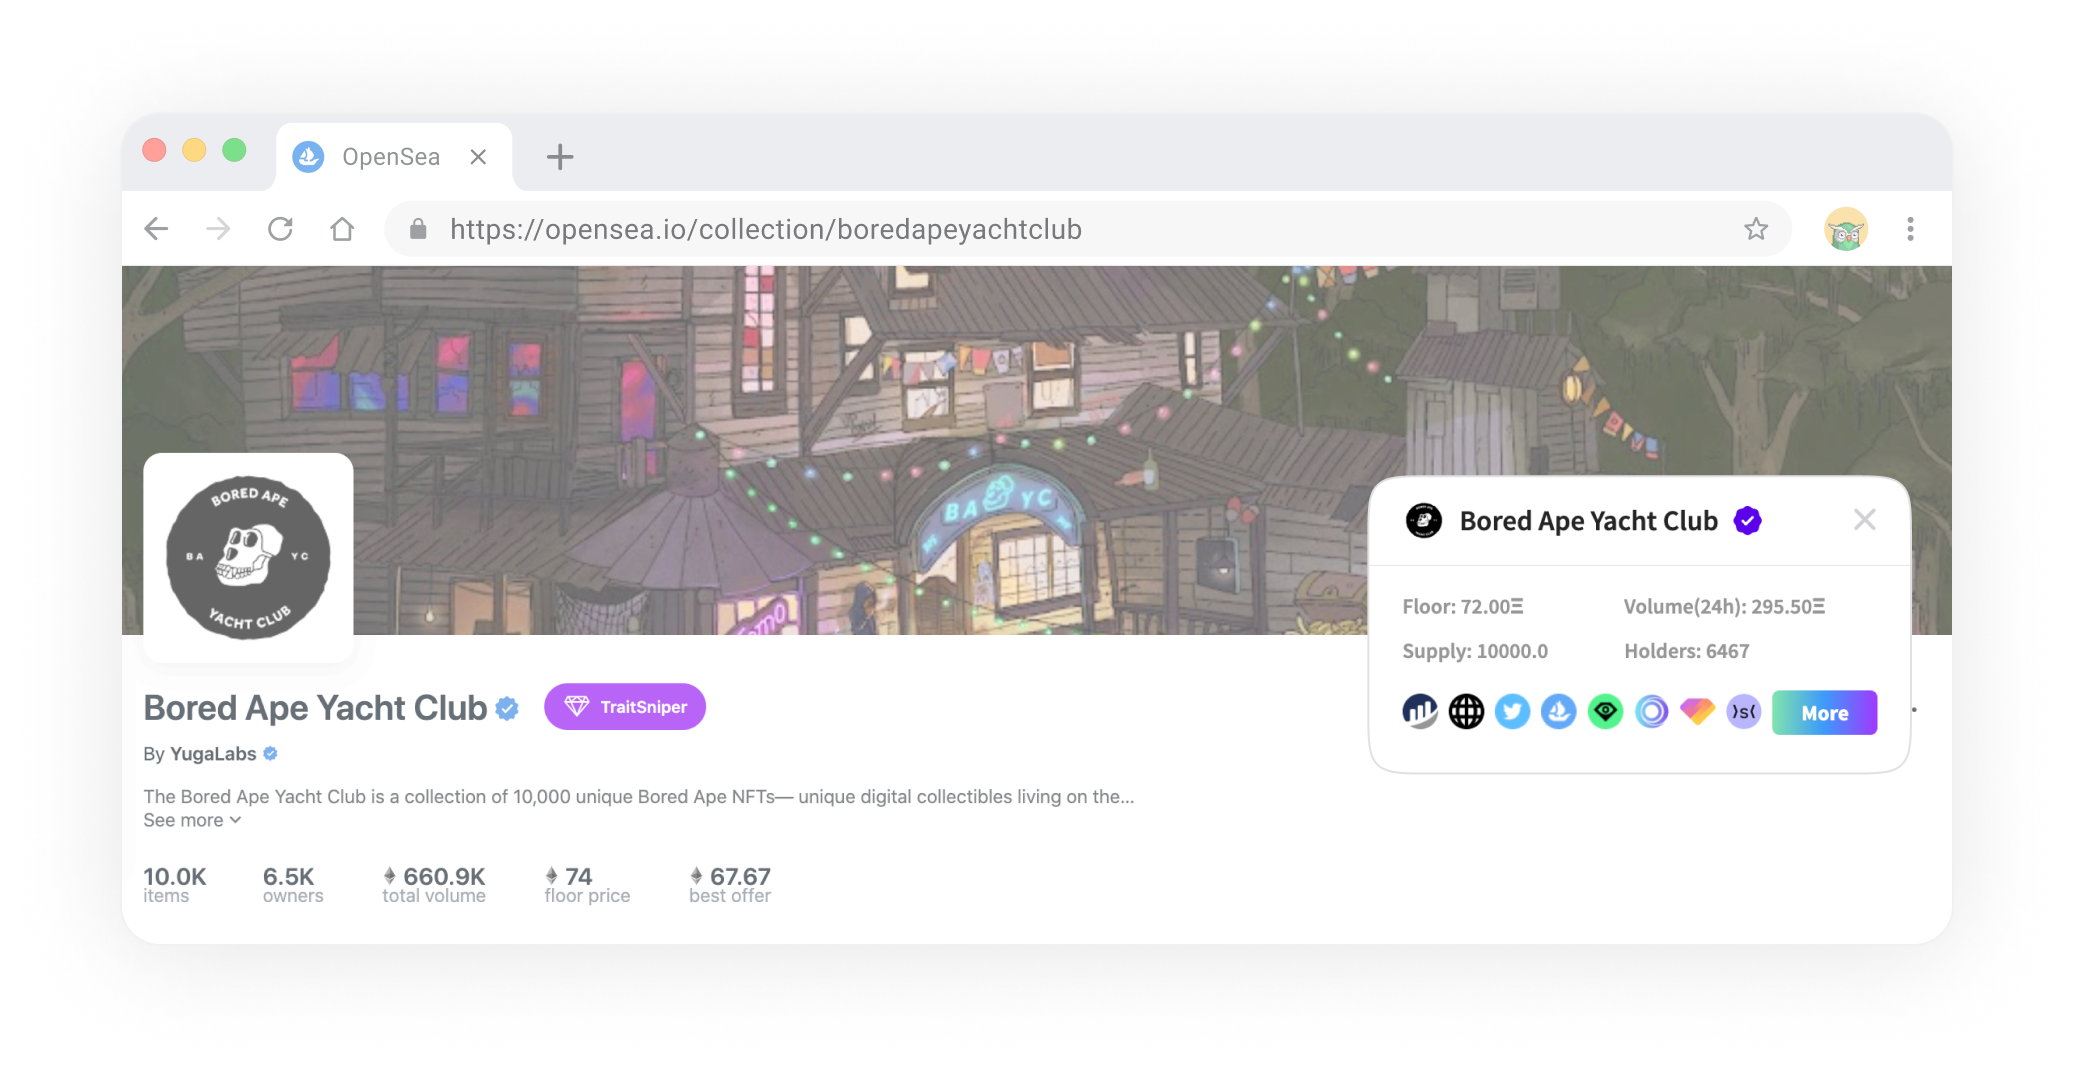 OpenSea
https://opensea.io/collection/boredapeyachtclub
BA YC
BORED APE
BA YC
YACHT CLUB
Bored Ape Yacht Club
Floor: 72.00Ξ Volume(24h): 295.50Ξ
Supply: 10000.0 Holders: 6467
}s{ More
Bored Ape Yacht Club TraitSniper
By YugaLabs
The Bored Ape Yacht Club is a collection of 10,000 unique Bored Ape NFTs— unique digital collectibles living on the...
See more
10.0K 6.5K 660.9K 74 67.67
items owners total volume floor price best offer